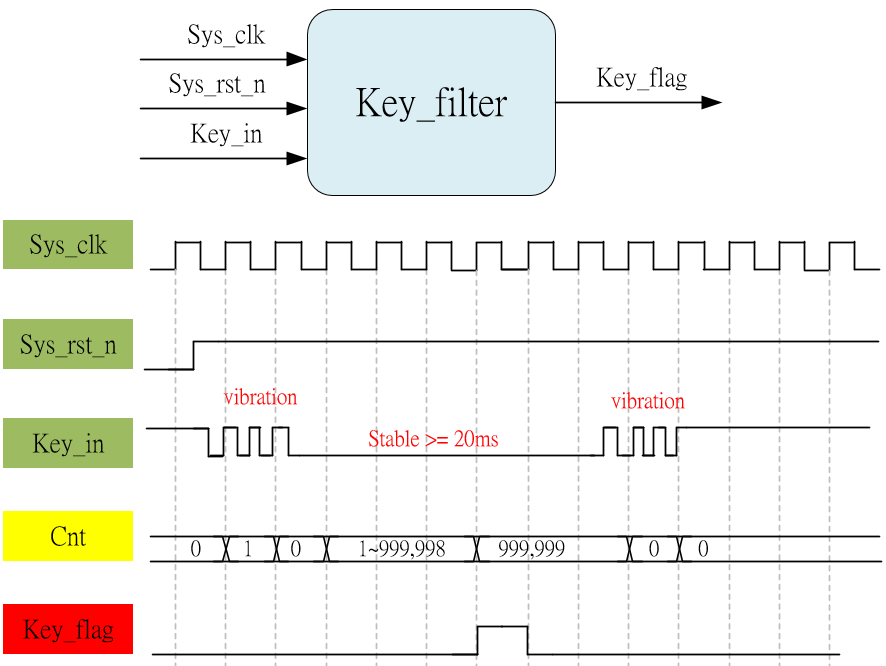 Sys_clk
Sys_rst_n
Key_in
Key_filter
Key_flag
Sys_clk
Sys_rst_n
vibration
vibration
Key_in
Stable >= 20ms
Cnt
0 1 0 1~999,998 999,999 0 0
Key_flag